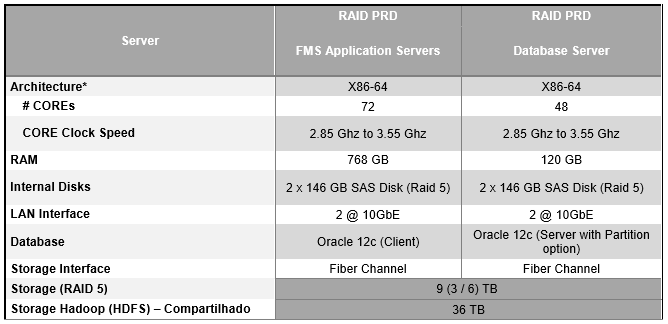 Server
RAID PRD
FMS Application Servers
RAID PRD
Database Server
Architecture* X86-64 X86-64
# COREs 72 48
CORE Clock Speed 2.85 Ghz to 3.55 Ghz 2.85 Ghz to 3.55 Ghz
RAM 768 GB 120 GB
Internal Disks 2 x 146 GB SAS Disk (Raid 5) 2 x 146 GB SAS Disk (Raid 5)
LAN Interface 2 @ 10GbE 2 @ 10GbE
Database Oracle 12c (Client) Oracle 12c (Server with Partition
option)
Storage Interface Fiber Channel Fiber Channel
Storage (RAID 5) 9 (3 / 6) TB
Storage Hadoop (HDFS) – Compartilhado 36 TB